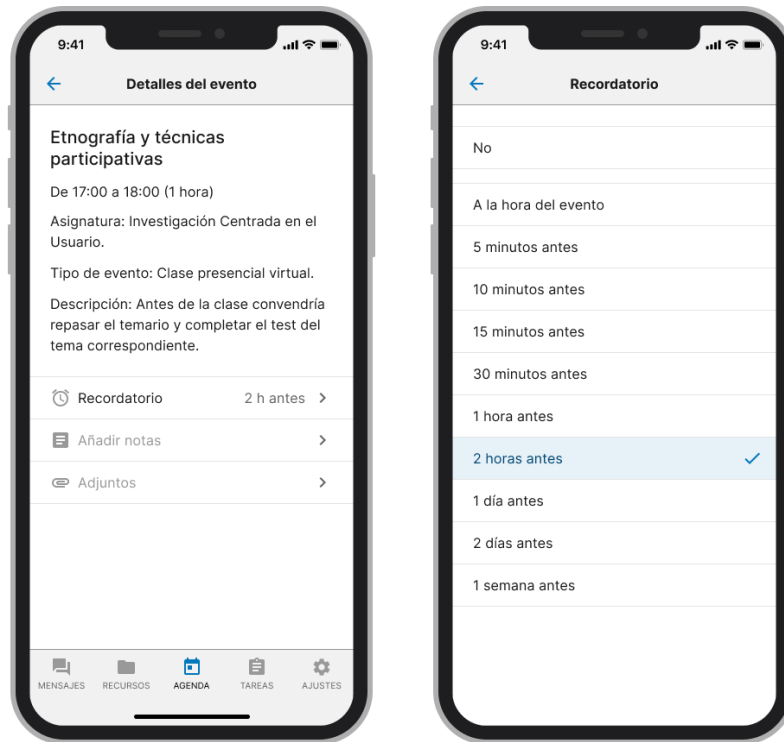 9:41
Detalles del evento
Etnografía y técnicas
participativas
De 17:00 a 18:00 (1 hora)
Asignatura: Investigación Centrada en el
Usuario.
Tipo de evento: Clase presencial virtual.
Descripción: Antes de la clase convendría
repasar el temario y completar el test del
tema correspondiente.
Recordatorio 2 h antes
Añadir notas
Adjuntos
MENSAJES RECURSOS AGENDA TAREAS AJUSTES
9:41
Recordatorio
No
A la hora del evento
5 minutos antes
10 minutos antes
15 minutos antes
30 minutos antes
1 hora antes
2 horas antes
1 día antes
2 días antes
1 semana antes